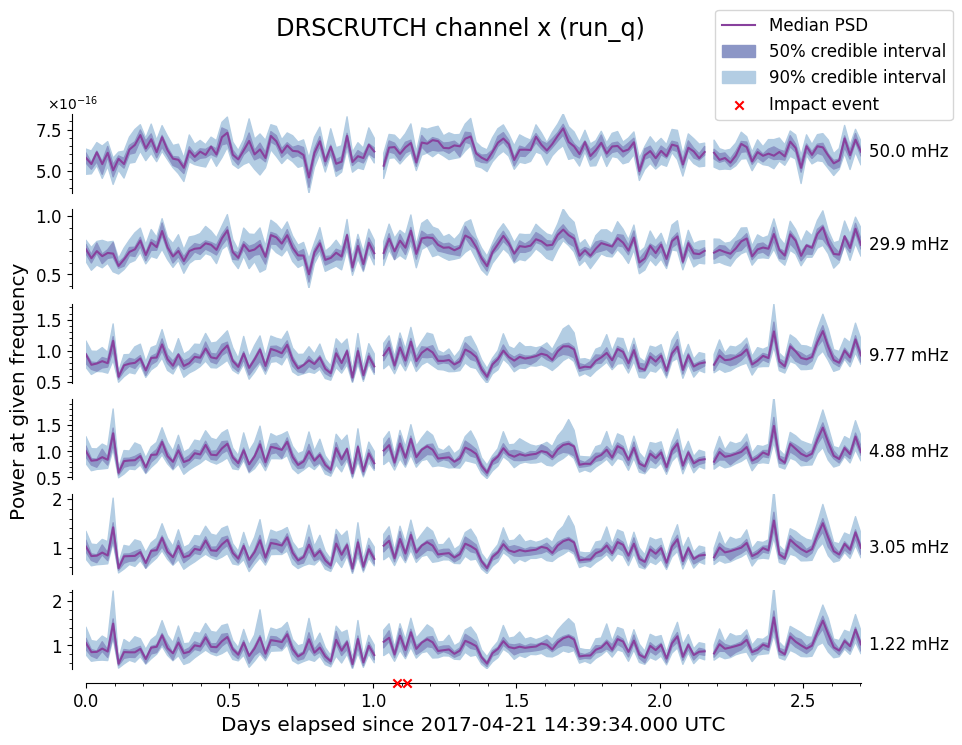 DRSCRUTCH channel x (run_q)
Median PSD
50% credible interval
90% credible interval
Impact event
×10⁻¹⁶
7.5
5.0
50.0 mHz
1.0
0.5
29.9 mHz
1.5
1.0
0.5
9.77 mHz
1.5
1.0
0.5
4.88 mHz
2
1
3.05 mHz
2
1
1.22 mHz
Power at given frequency
0.0 0.5 1.0 1.5 2.0 2.5
Days elapsed since 2017-04-21 14:39:34.000 UTC